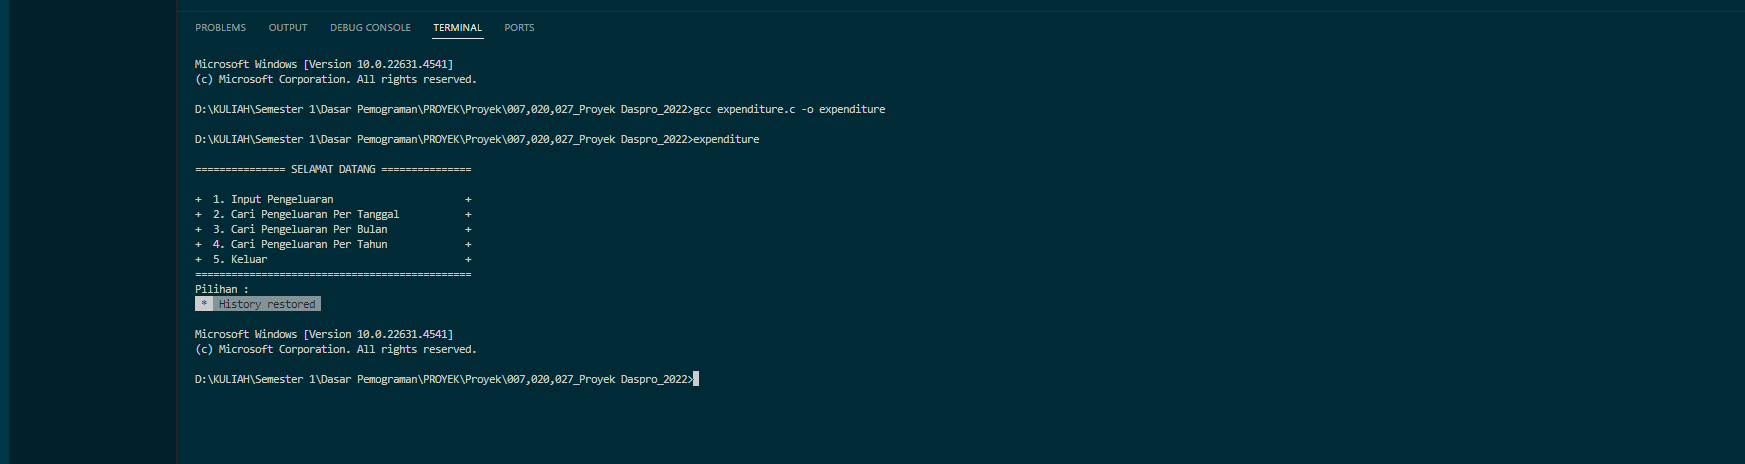 PROBLEMS OUTPUT DEBUG CONSOLE TERMINAL PORTS
Microsoft Windows [Version 10.0.22631.4541]
(c) Microsoft Corporation. All rights reserved.
D:\KULIAH\Semester 1\Dasar Pemograman\PROYEK\Proyek\007,020,027_Proyek Daspro_2022>gcc expenditure.c -o expenditure
D:\KULIAH\Semester 1\Dasar Pemograman\PROYEK\Proyek\007,020,027_Proyek Daspro_2022>expenditure
=============== SELAMAT DATANG ===============
+  1. Input Pengeluaran                      +
+  2. Cari Pengeluaran Per Tanggal           +
+  3. Cari Pengeluaran Per Bulan             +
+  4. Cari Pengeluaran Per Tahun             +
+  5. Keluar                                 +
==============================================
Pilihan :
* History restored
Microsoft Windows [Version 10.0.22631.4541]
(c) Microsoft Corporation. All rights reserved.
D:\KULIAH\Semester 1\Dasar Pemograman\PROYEK\Proyek\007,020,027_Proyek Daspro_2022>